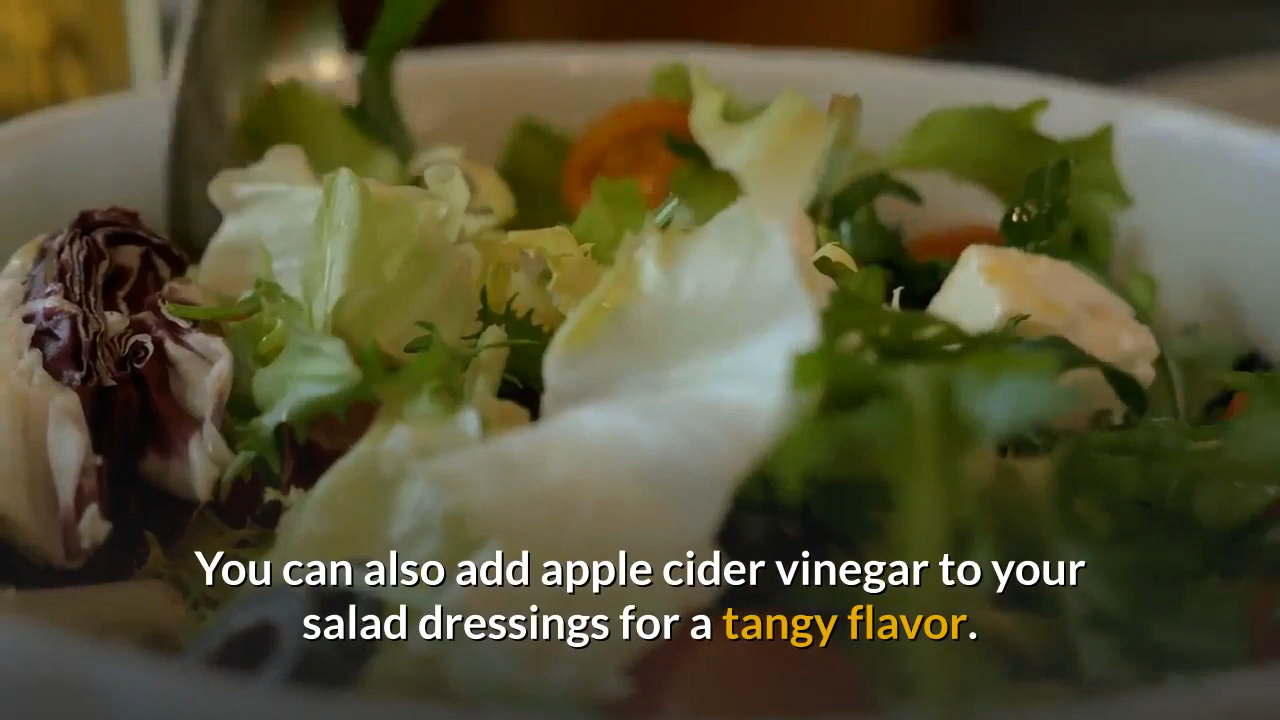 You can also add apple cider vinegar to your
salad dressings for a tangy flavor.